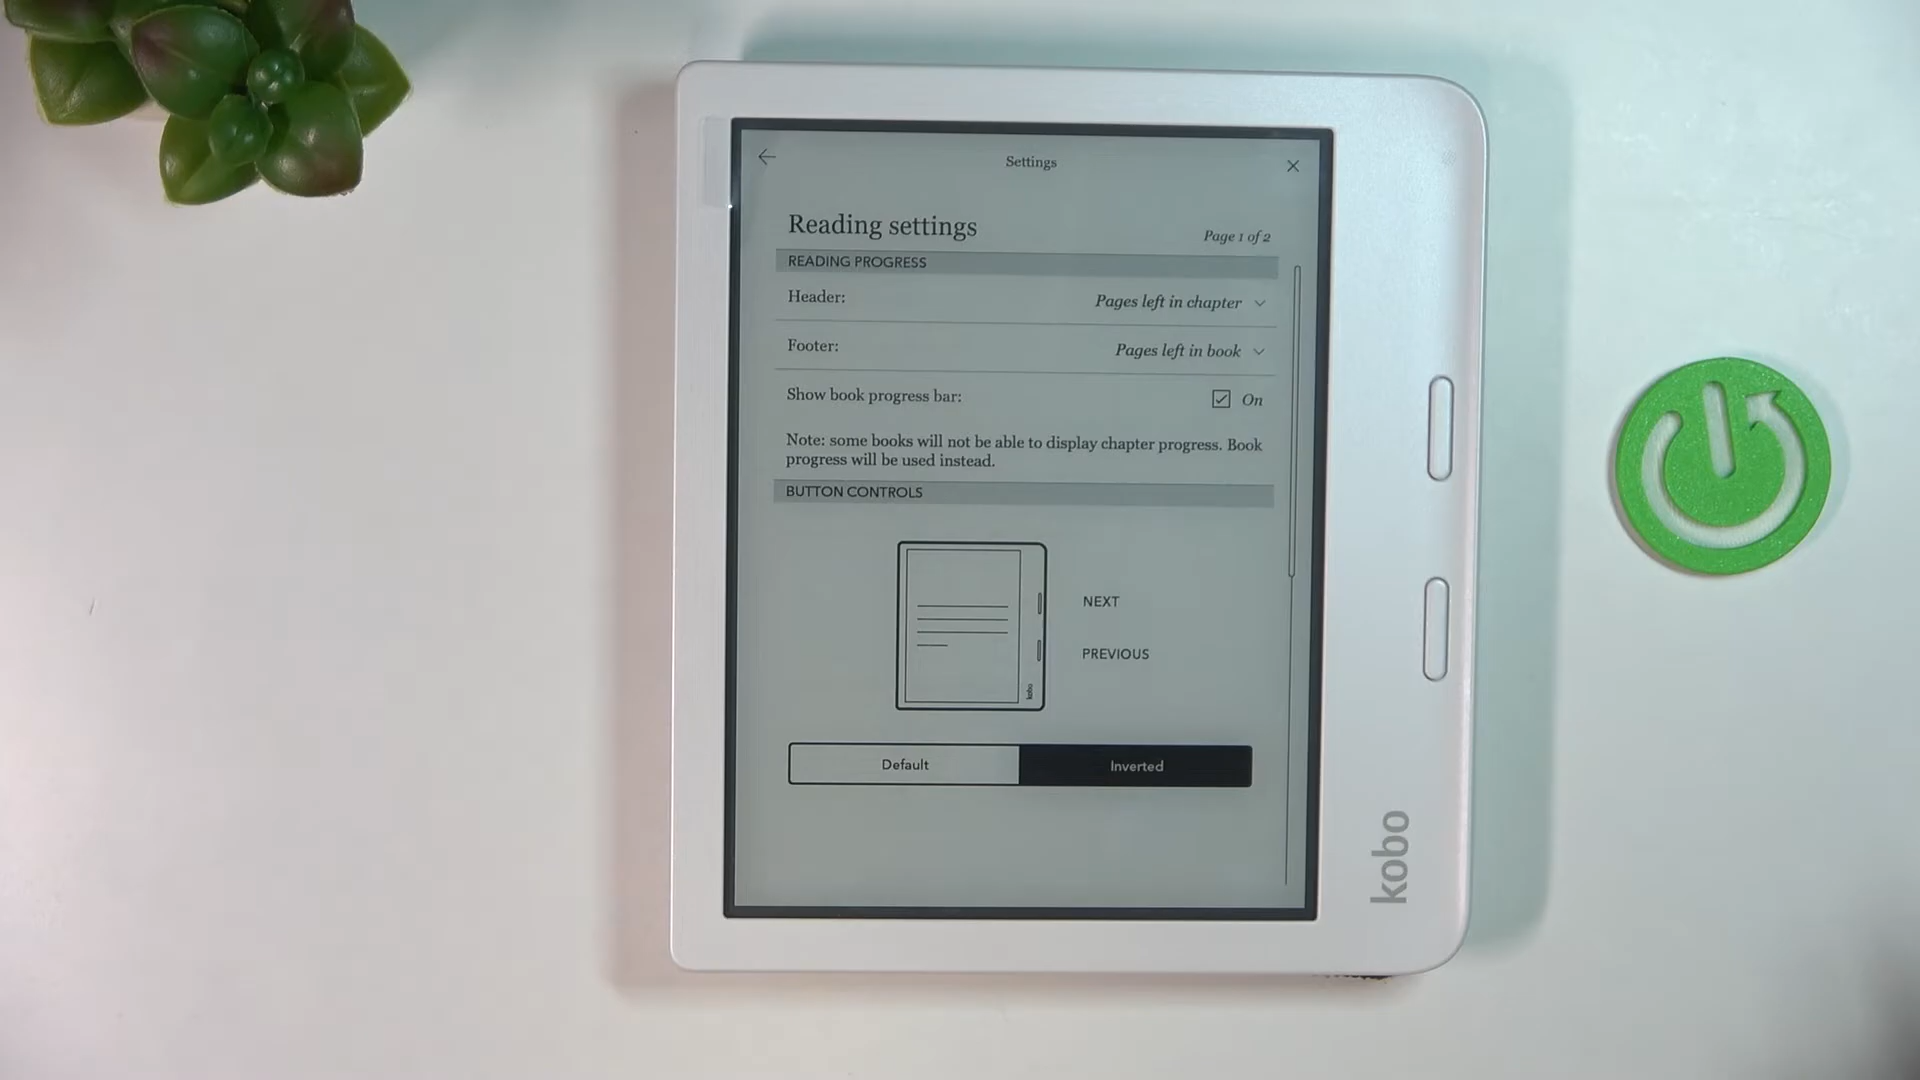 Settings
Reading settings
Page 1 of 2
READING PROGRESS
Header:
Pages left in chapter
Footer:
Pages left in book
Show book progress bar:
On
Note: some books will not be able to display chapter progress. Book
progress will be used instead.
BUTTON CONTROLS
NEXT
PREVIOUS
kobo
Default
Inverted
kobo